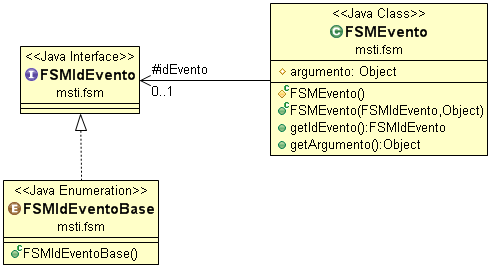 <<Java Interface>>
FSMIdEvento
msti.fsm
#idEvento
0..1
<<Java Class>>
FSMEvento
msti.fsm
argumento: Object
FSMEvento()
FSMEvento(FSMIdEvento,Object)
getIdEvento():FSMIdEvento
getArgumento():Object
<<Java Enumeration>>
FSMIdEventoBase
msti.fsm
FSMIdEventoBase()